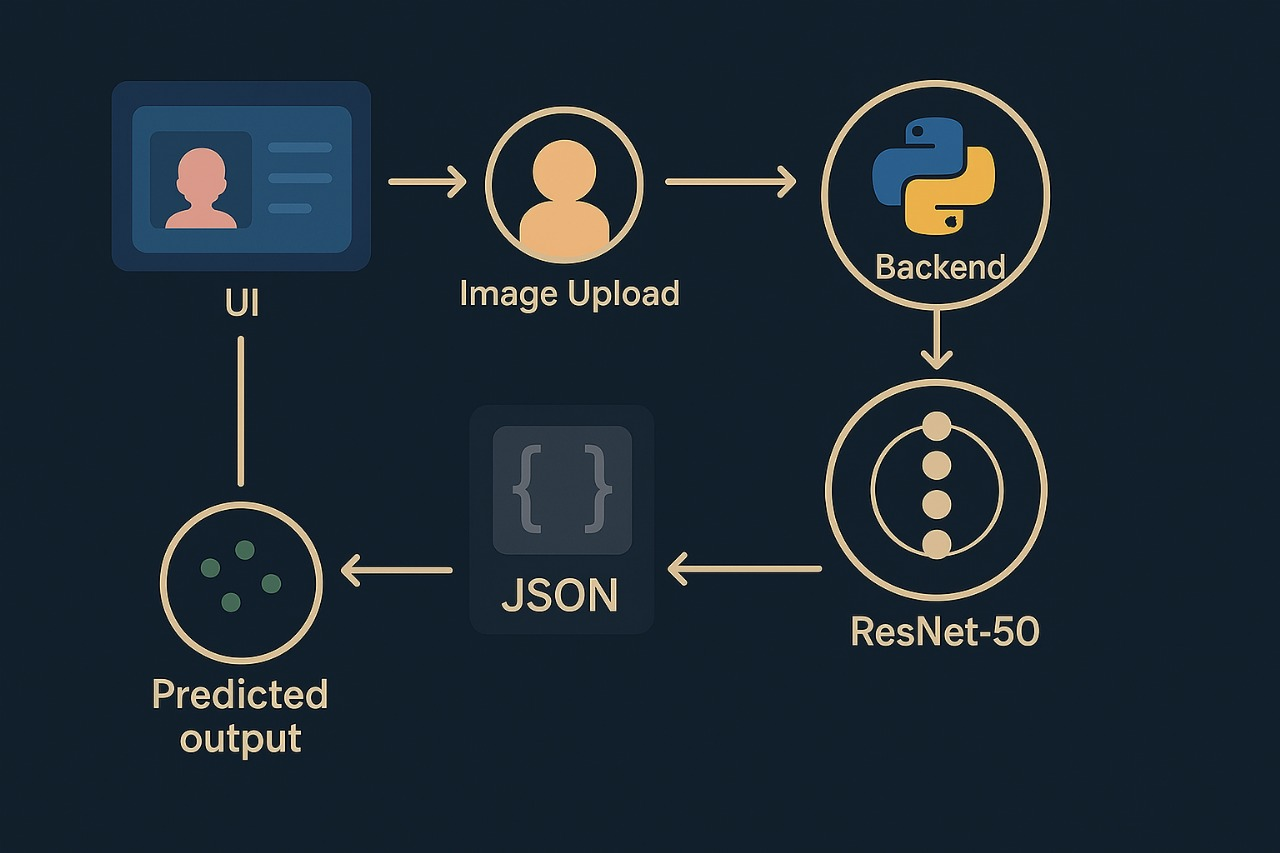 UI
Image Upload
Backend
JSON
ResNet-50
Predicted
output